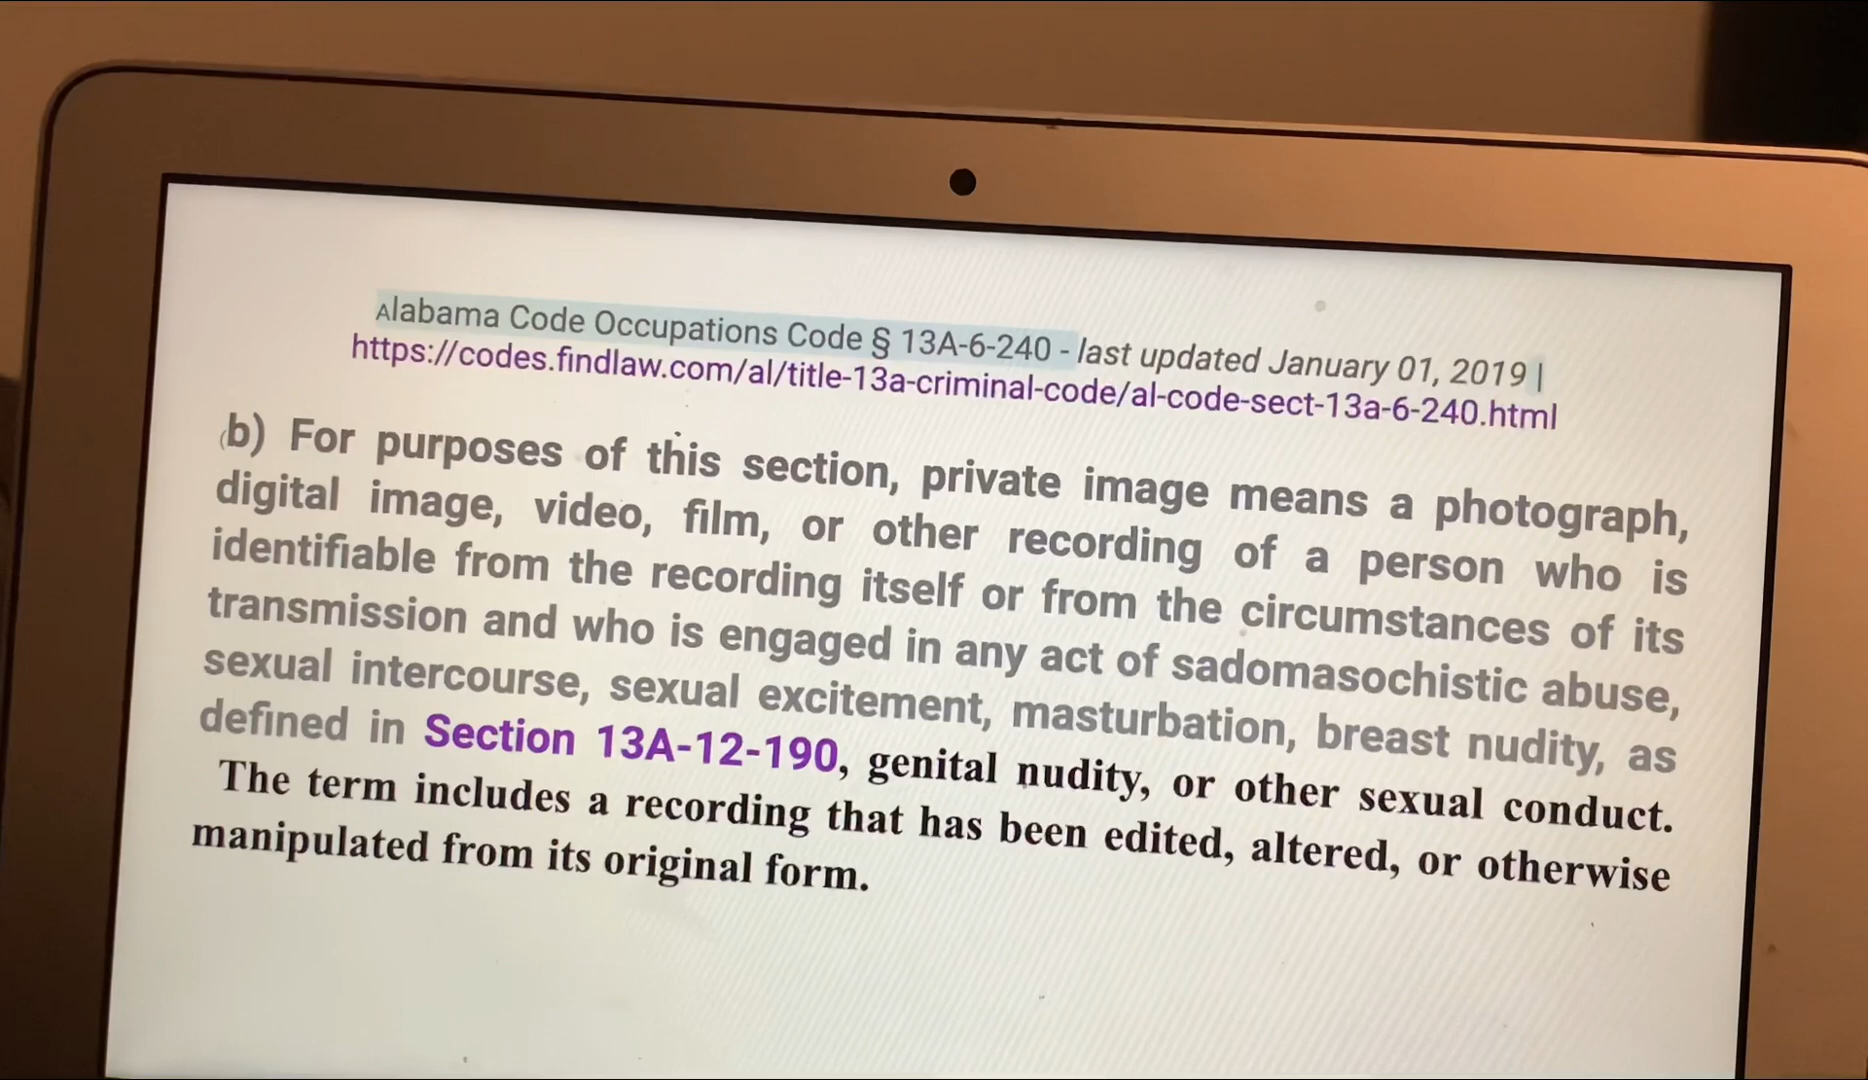 Alabama Code Occupations Code § 13A-6-240 - last updated January 01, 2019 |
https://codes.findlaw.com/al/title-13a-criminal-code/al-code-sect-13a-6-240.html
(b) For purposes of this section, private image means a photograph,
digital image, video, film, or other recording of a person who is
identifiable from the recording itself or from the circumstances of its
transmission and who is engaged in any act of sadomasochistic abuse,
sexual intercourse, sexual excitement, masturbation, breast nudity, as
defined in Section 13A-12-190, genital nudity, or other sexual conduct.
The term includes a recording that has been edited, altered, or otherwise
manipulated from its original form.